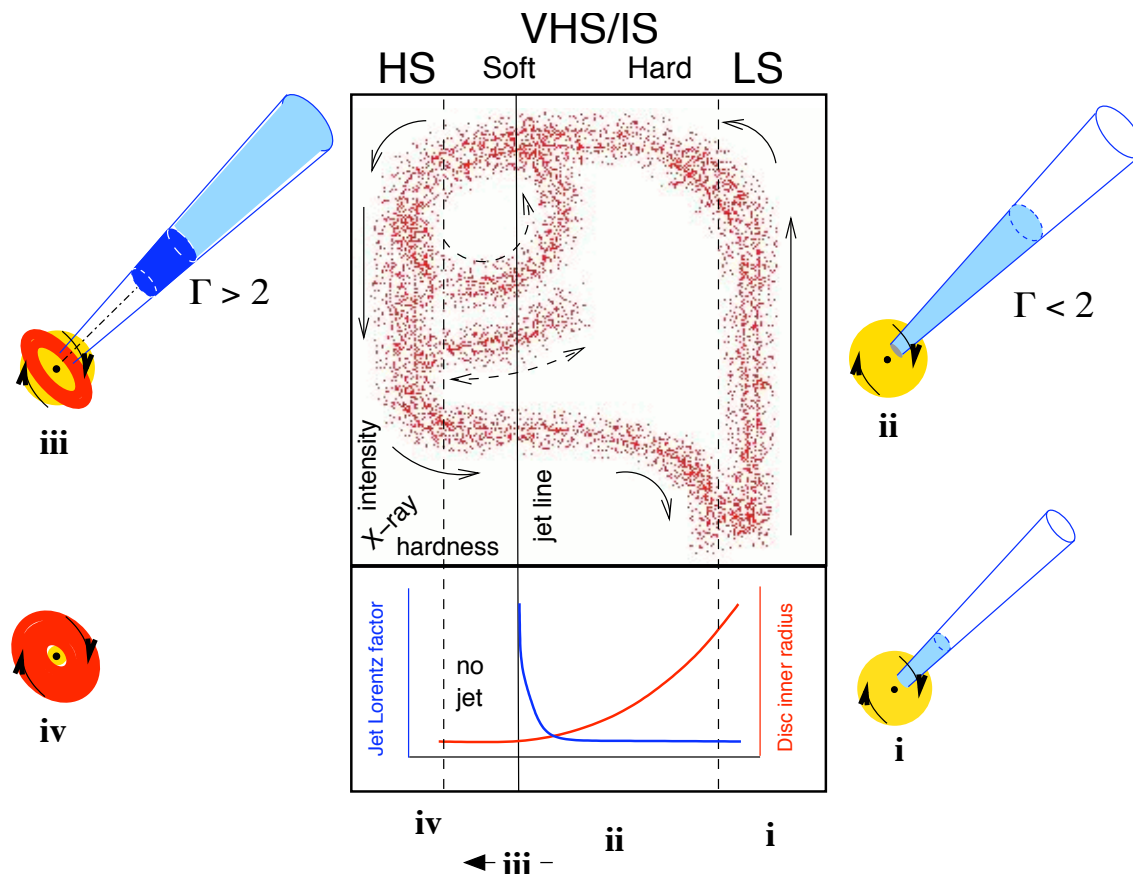 VHS/IS
HS Soft Hard LS
Γ > 2
Γ < 2
iii
ii
intensity
X-ray
hardness
jet line
Jet Lorentz factor
no
jet
Disc inner radius
iv
i
iv
ii
i
iii